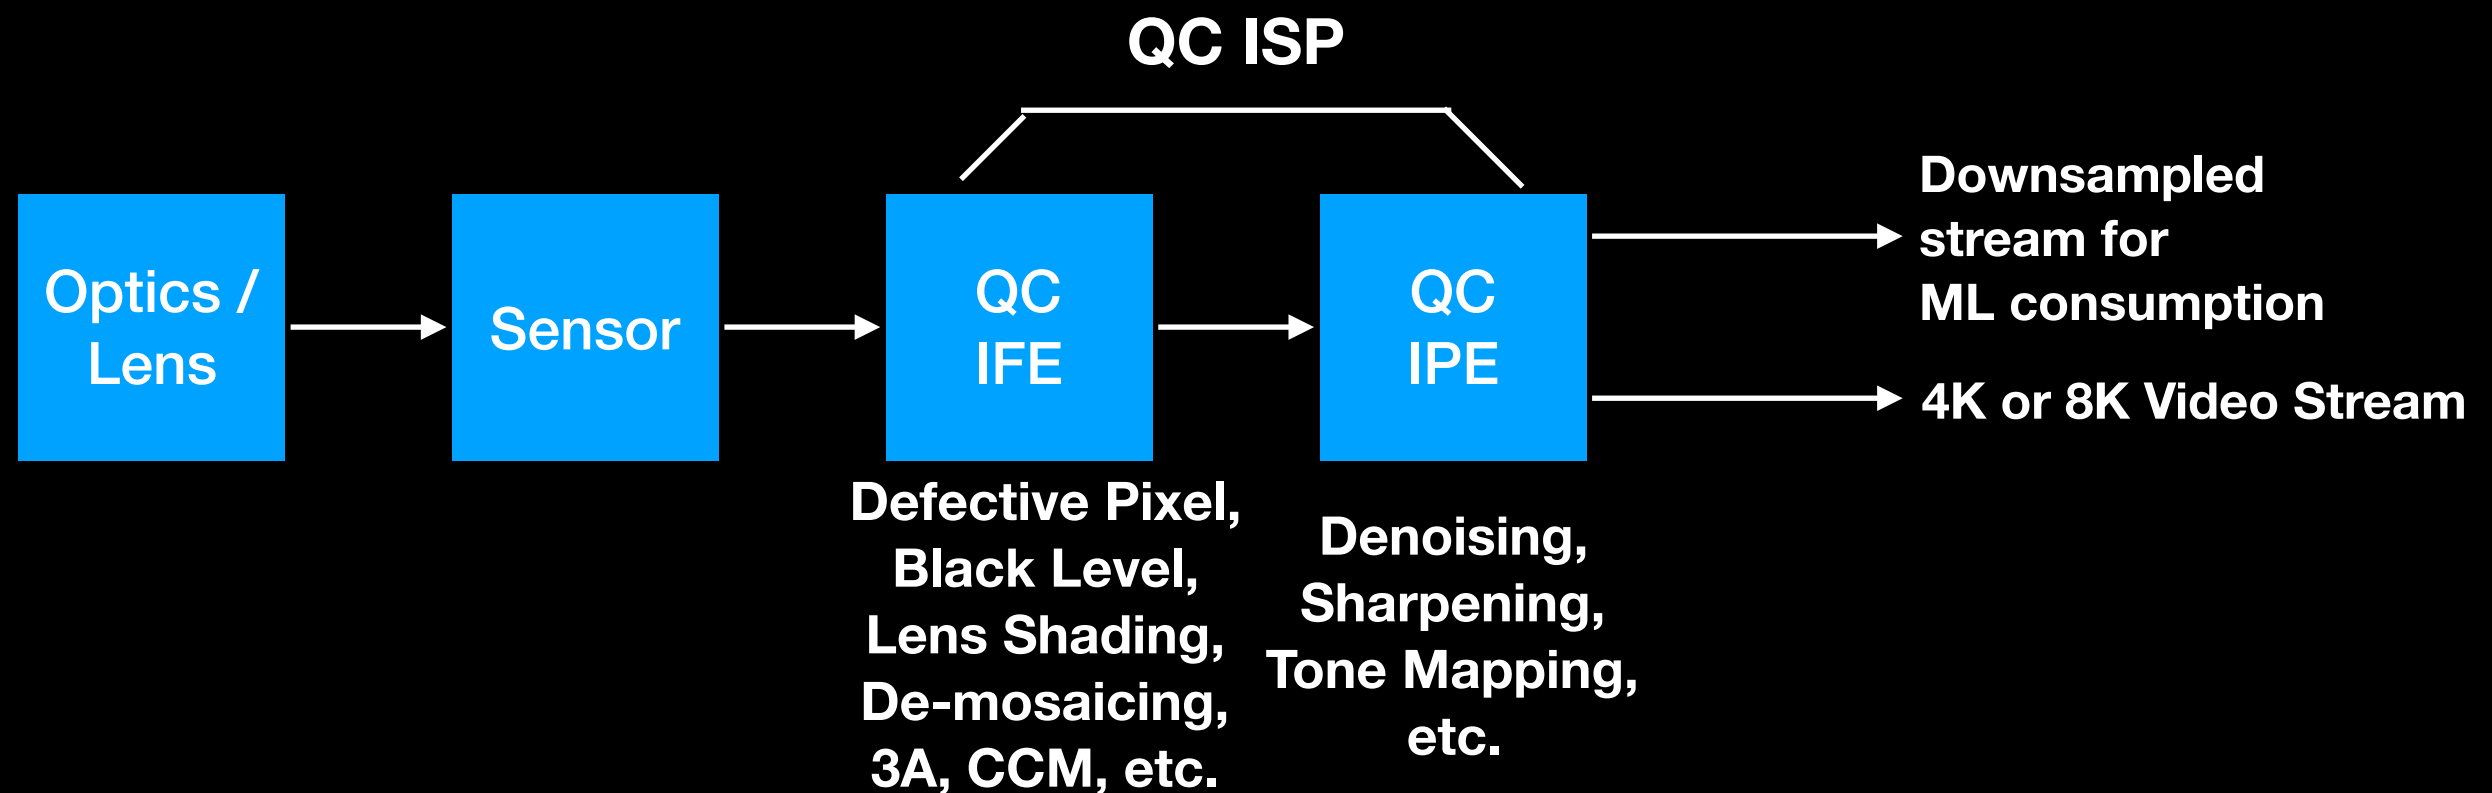 QC ISP
Optics /
Lens
Sensor
QC
IFE
QC
IPE
Downsampled
stream for
ML consumption
4K or 8K Video Stream
Defective Pixel,
Black Level,
Lens Shading,
De-mosaicing,
3A, CCM, etc.
Denoising,
Sharpening,
Tone Mapping,
etc.